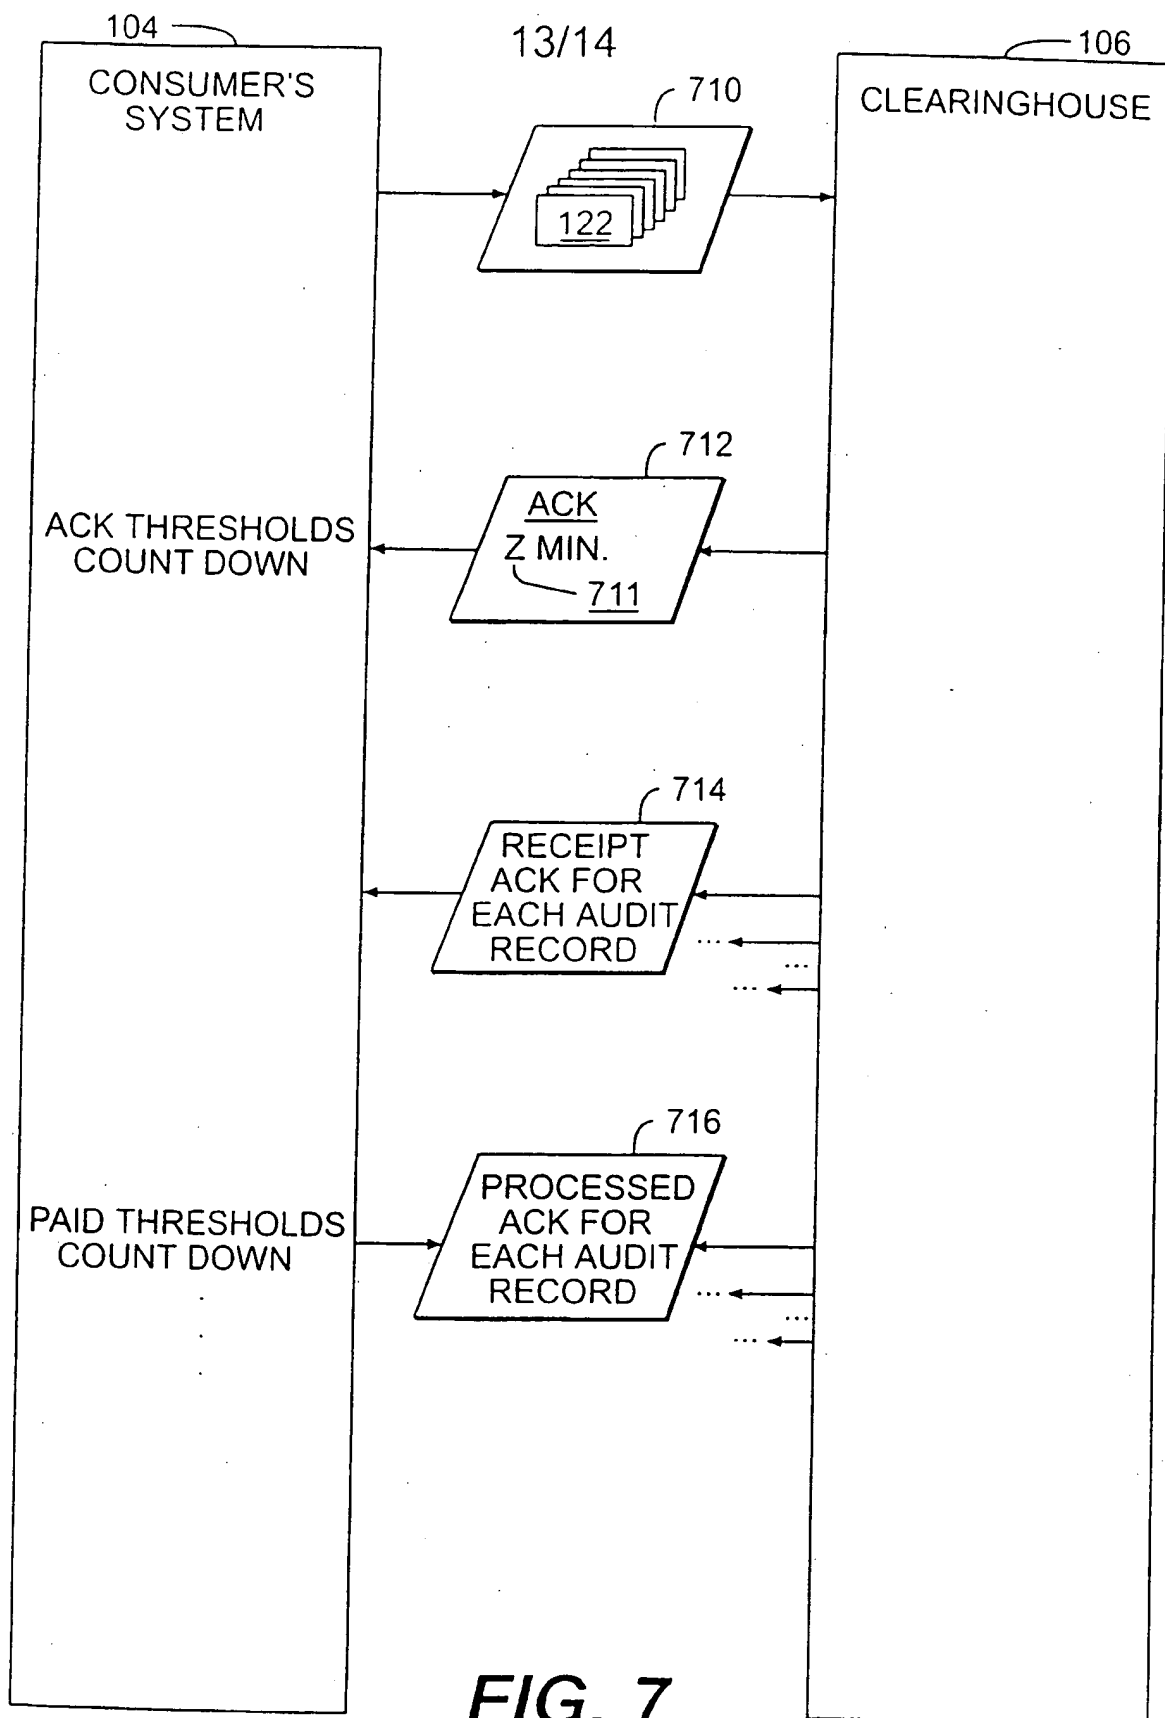 13/14
104
CONSUMER'S
SYSTEM
710
122
106
CLEARINGHOUSE
712
ACK
Z MIN.
711
ACK THRESHOLDS
COUNT DOWN
714
RECEIPT
ACK FOR
EACH AUDIT
RECORD
...
...
...
716
PROCESSED
ACK FOR
EACH AUDIT
RECORD
...
...
...
PAID THRESHOLDS
COUNT DOWN
.
.
.
FIG. 7